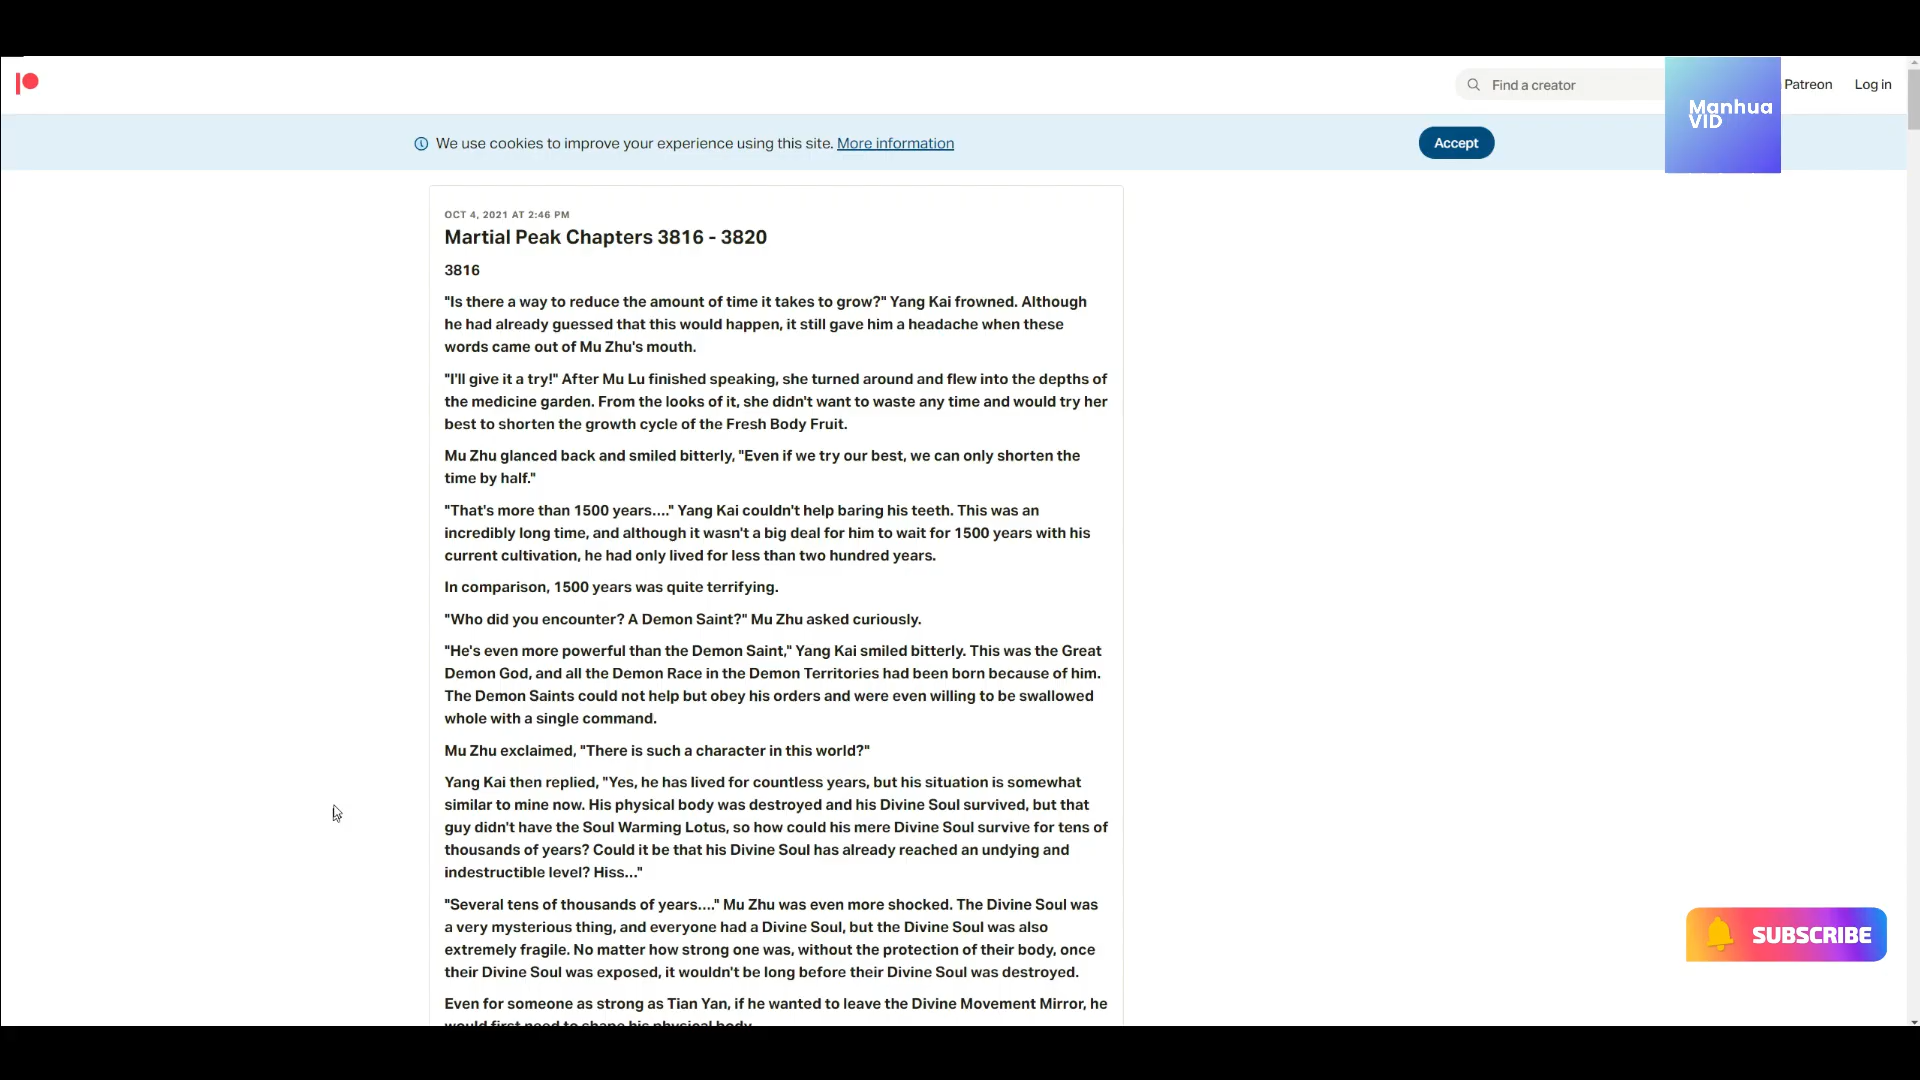 Find a creator
Manhua
VID
Patreon
Log in
We use cookies to improve your experience using this site. More information
Accept
OCT 4, 2021 AT 2:46 PM
Martial Peak Chapters 3816 - 3820
3816
"Is there a way to reduce the amount of time it takes to grow?" Yang Kai frowned. Although
he had already guessed that this would happen, it still gave him a headache when these
words came out of Mu Zhu's mouth.
"I'll give it a try!" After Mu Lu finished speaking, she turned around and flew into the depths of
the medicine garden. From the looks of it, she didn't want to waste any time and would try her
best to shorten the growth cycle of the Fresh Body Fruit.
Mu Zhu glanced back and smiled bitterly, "Even if we try our best, we can only shorten the
time by half."
"That's more than 1500 years...." Yang Kai couldn't help baring his teeth. This was an
incredibly long time, and although it wasn't a big deal for him to wait for 1500 years with his
current cultivation, he had only lived for less than two hundred years.
In comparison, 1500 years was quite terrifying.
"Who did you encounter? A Demon Saint?" Mu Zhu asked curiously.
"He's even more powerful than the Demon Saint," Yang Kai smiled bitterly. This was the Great
Demon God, and all the Demon Race in the Demon Territories had been born because of him.
The Demon Saints could not help but obey his orders and were even willing to be swallowed
whole with a single command.
Mu Zhu exclaimed, "There is such a character in this world?"
Yang Kai then replied, "Yes, he has lived for countless years, but his situation is somewhat
similar to mine now. His physical body was destroyed and his Divine Soul survived, but that
guy didn't have the Soul Warming Lotus, so how could his mere Divine Soul survive for tens of
thousands of years? Could it be that his Divine Soul has already reached an undying and
indestructible level? Hiss..."
"Several tens of thousands of years...." Mu Zhu was even more shocked. The Divine Soul was
a very mysterious thing, and everyone had a Divine Soul, but the Divine Soul was also
extremely fragile. No matter how strong one was, without the protection of their body, once
their Divine Soul was exposed, it wouldn't be long before their Divine Soul was destroyed.
Even for someone as strong as Tian Yan, if he wanted to leave the Divine Movement Mirror, he
would first need to shape his physical body
SUBSCRIBE